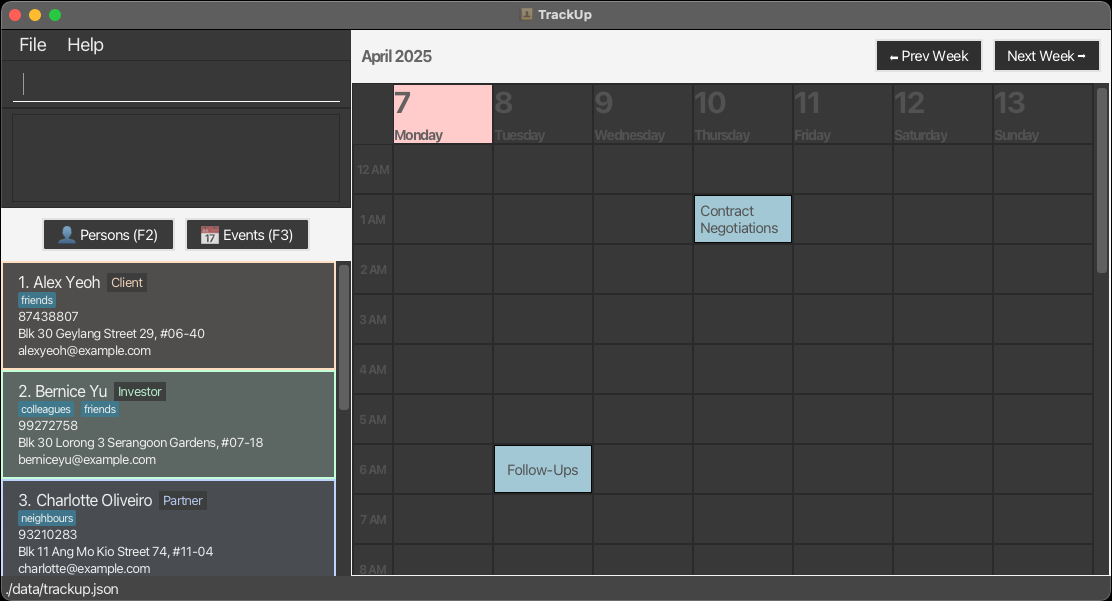 TrackUp
File Help
April 2025
← Prev Week
Next Week →
17
Persons (F2)
Events (F3)
1. Alex Yeoh Client
friends
87438807
Blk 30 Geylang Street 29, #06-40
alexyeoh@example.com
2. Bernice Yu Investor
colleagues friends
99272758
Blk 30 Lorong 3 Serangoon Gardens, #07-18
berniceyu@example.com
3. Charlotte Oliveiro Partner
neighbours
93210283
Blk 11 Ang Mo Kio Street 74, #11-04
charlotte@example.com
7 8 9 10 11 12 13
Monday Tuesday Wednesday Thursday Friday Saturday Sunday
12 AM
1 AM
Contract
Negotiations
2 AM
3 AM
4 AM
5 AM
6 AM
Follow-Ups
7 AM
8 AM
./data/trackup.json